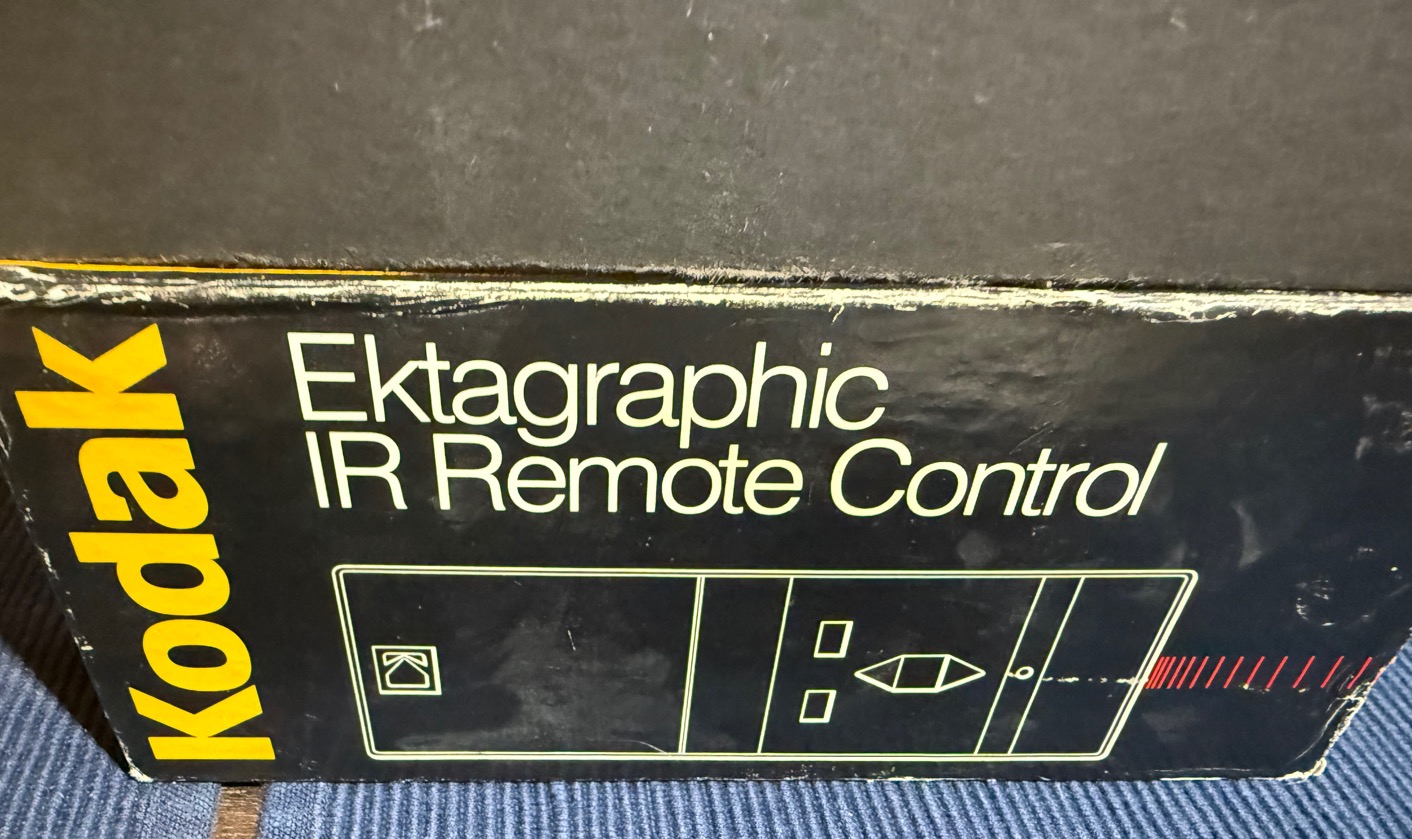 Kodak
Ektagraphic
IR Remote Control